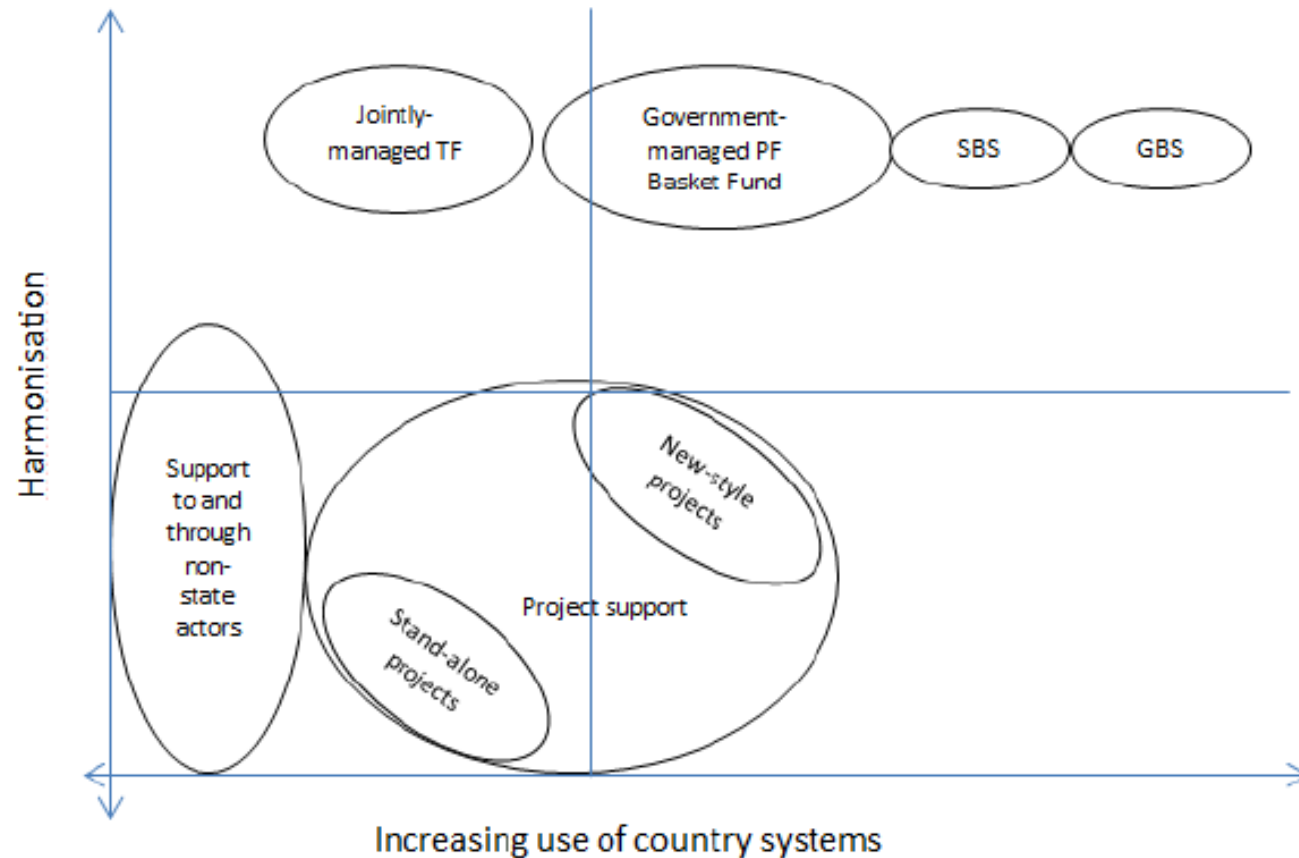 Jointly-
managed TF
Government-
managed PF
Basket Fund
SBS
GBS
Harmonisation
Support
to and
through
non-
state
actors
New-style
projects
Project support
Stand-alone
projects
Increasing use of country systems